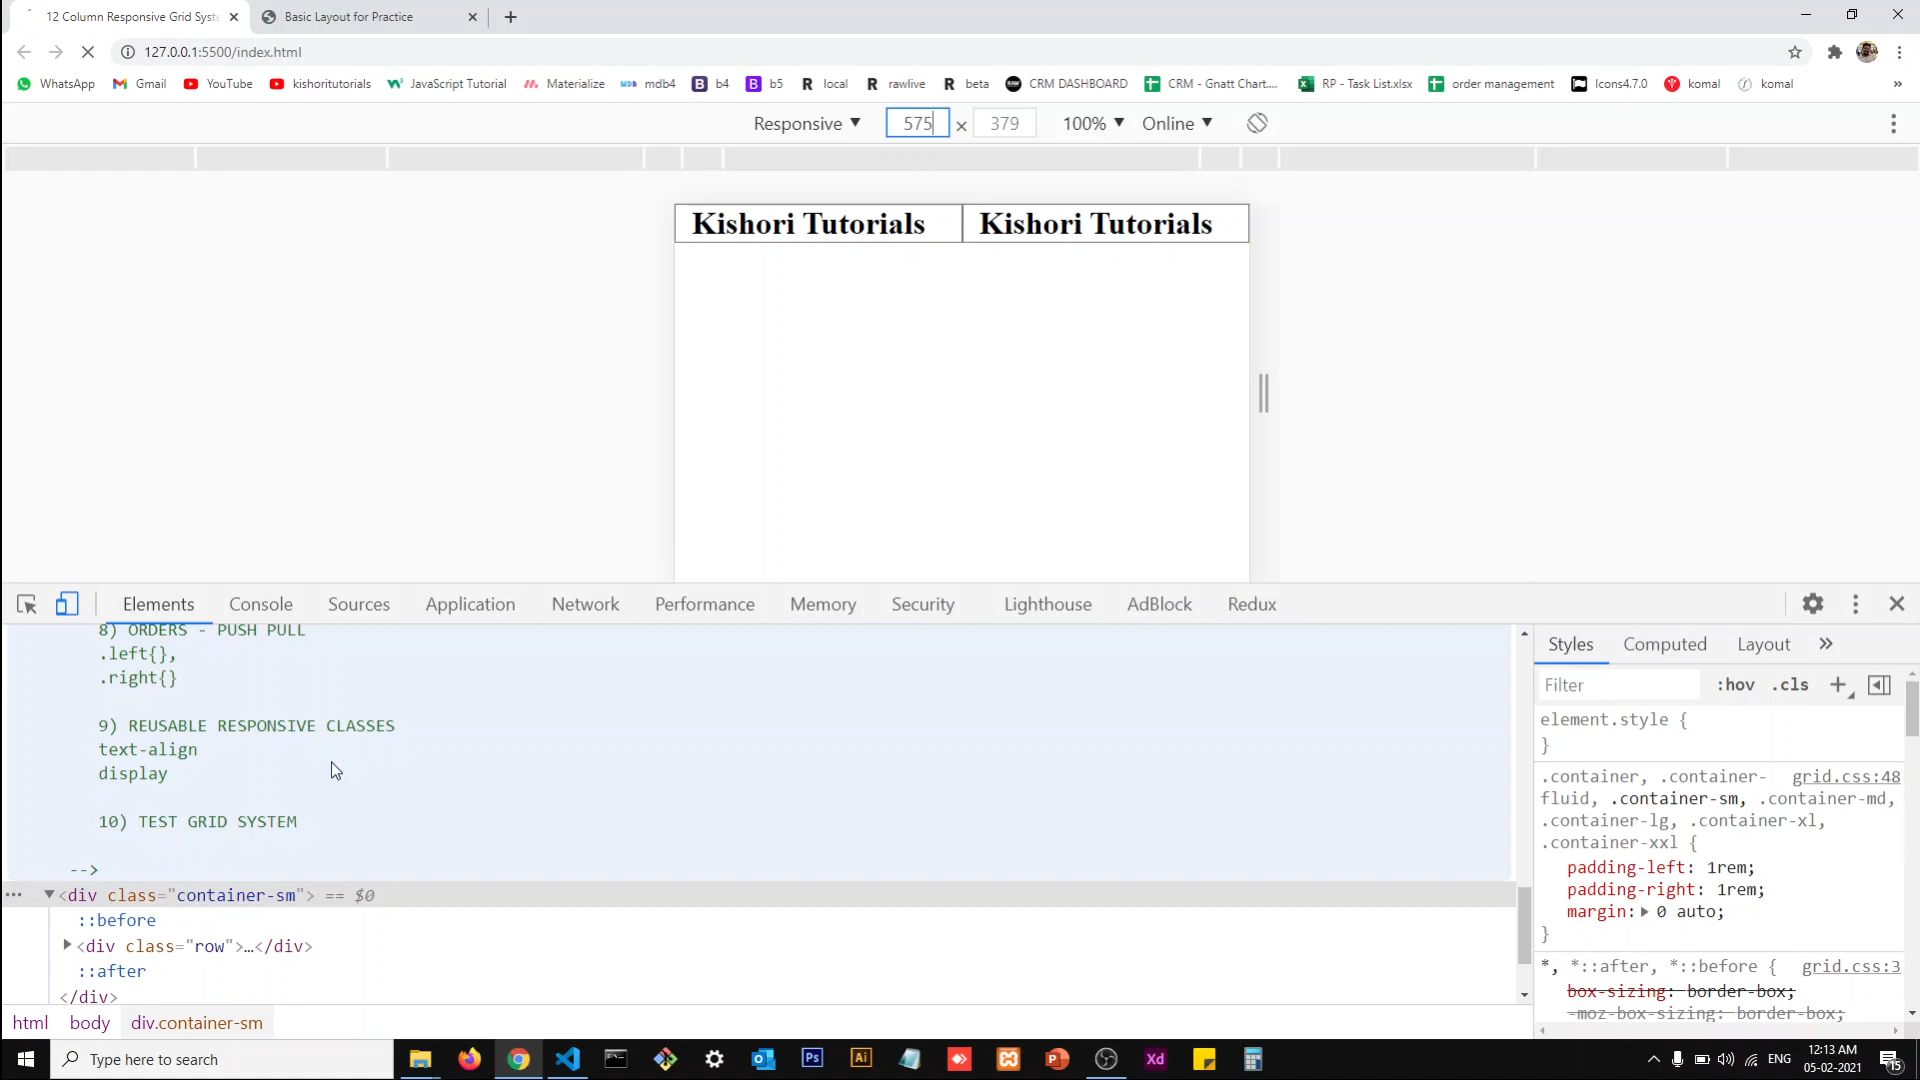 12 Column Responsive Grid Syste
Basic Layout for Practice
127.0.0.1:5500/index.html
WhatsApp
Gmail
YouTube
kishoritutorials
JavaScript Tutorial
Materialize
mdb4
b4
b5
local
rawlive
beta
CRM DASHBOARD
CRM - Gnatt Chart....
RP - Task List.xlsx
order management
Icons4.7.0
komal
komal
»
Responsive ▼ 575 × 379 100% ▼ Online ▼
Kishori Tutorials Kishori Tutorials
Elements Console Sources Application Network Performance Memory Security Lighthouse AdBlock Redux
8) ORDERS - PUSH PULL
.left{},
.right{}
9) REUSABLE RESPONSIVE CLASSES
text-align
display
10) TEST GRID SYSTEM
-->
▼<div class="container-sm"> == $0
::before
▶<div class="row">…</div>
::after
</div>
html body div.container-sm
Styles Computed Layout »
Filter :hov .cls +
element.style {
}
.container, .container- grid.css:48
fluid, .container-sm, .container-md,
.container-lg, .container-xl,
.container-xxl {
padding-left: 1rem;
padding-right: 1rem;
margin:▶ 0 auto;
}
*, *::after, *::before { grid.css:3
box-sizing: border-box;
-moz-box-sizing: border-box;
Type here to search
Ps
Ai
Xd
ENG
12:13 AM
05-02-2021
15